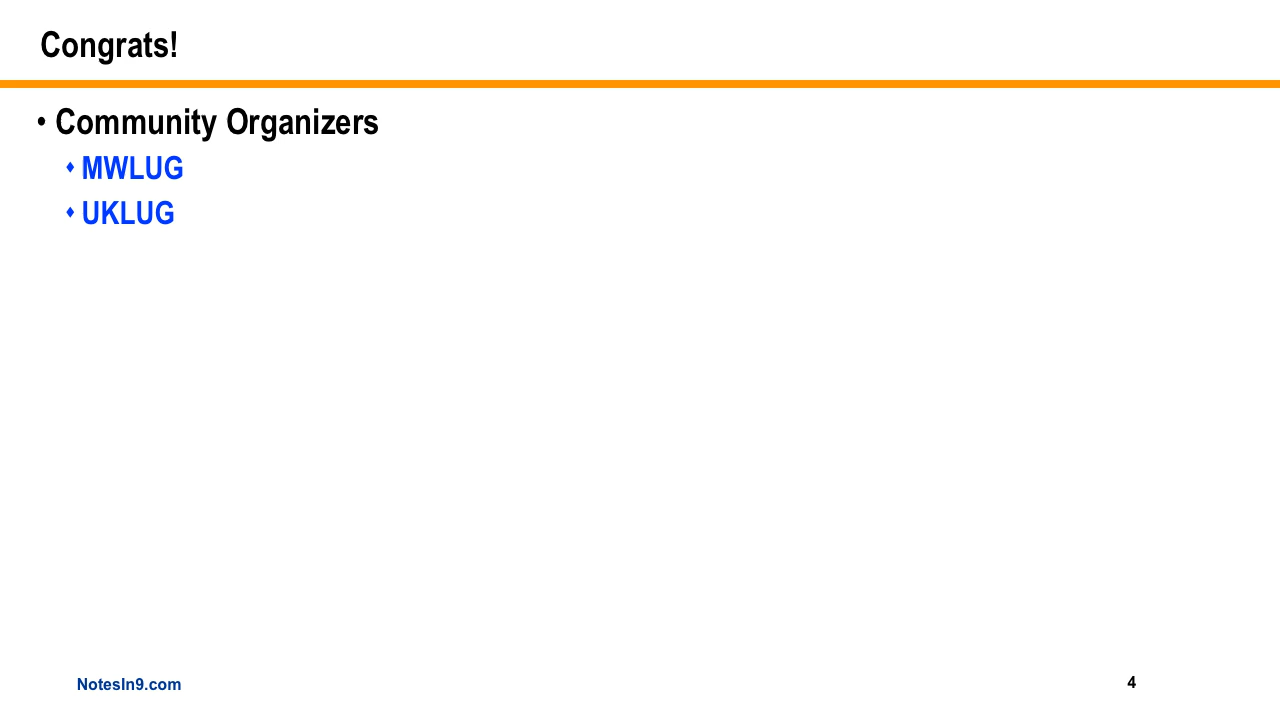 Congrats!
• Community Organizers
♦ MWLUG
♦ UKLUG
NotesIn9.com
4